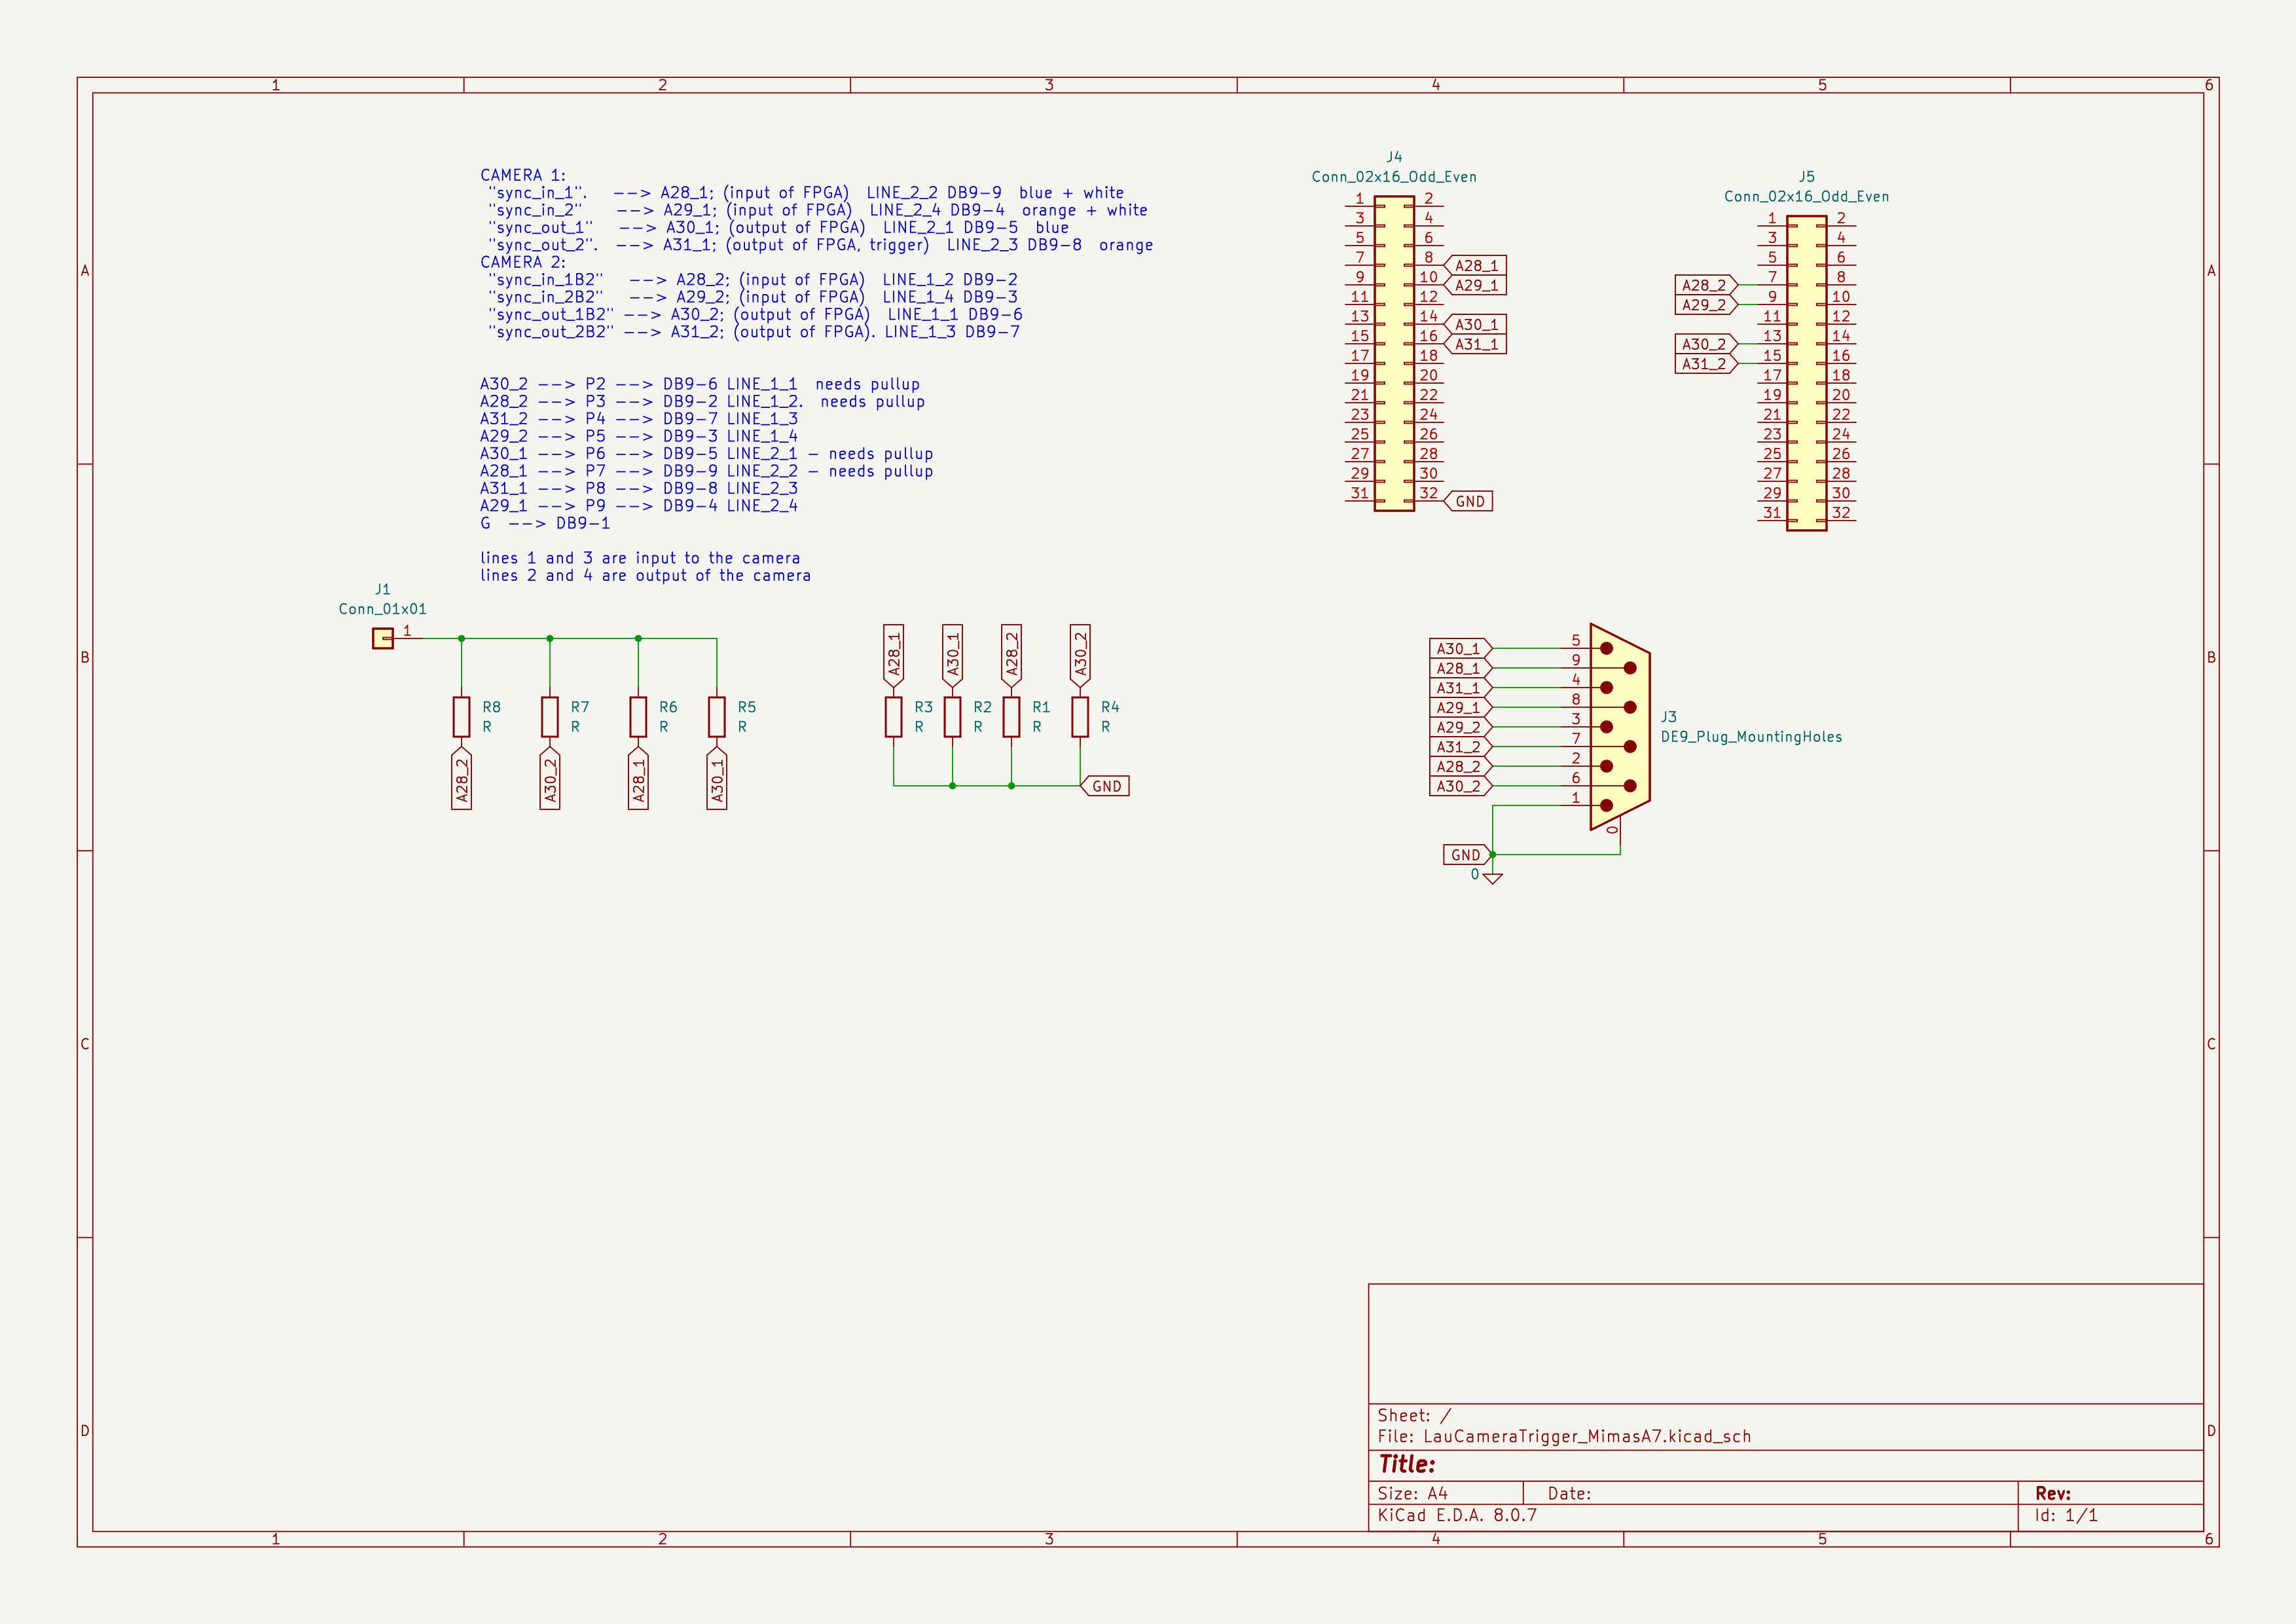 1 2 3 4 5 6
A
B
C
D
CAMERA 1:
"sync_in_1".   --> A28_1; (input of FPGA)  LINE_2_2 DB9-9  blue + white
"sync_in_2"    --> A29_1; (input of FPGA)  LINE_2_4 DB9-4  orange + white
"sync_out_1"   --> A30_1; (output of FPGA)  LINE_2_1 DB9-5  blue
"sync_out_2".  --> A31_1; (output of FPGA, trigger)  LINE_2_3 DB9-8  orange
CAMERA 2:
"sync_in_1B2"   --> A28_2; (input of FPGA)  LINE_1_2 DB9-2
"sync_in_2B2"   --> A29_2; (input of FPGA)  LINE_1_4 DB9-3
"sync_out_1B2" --> A30_2; (output of FPGA)  LINE_1_1 DB9-6
"sync_out_2B2" --> A31_2; (output of FPGA). LINE_1_3 DB9-7
A30_2 --> P2 --> DB9-6 LINE_1_1  needs pullup
A28_2 --> P3 --> DB9-2 LINE_1_2.  needs pullup
A31_2 --> P4 --> DB9-7 LINE_1_3
A29_2 --> P5 --> DB9-3 LINE_1_4
A30_1 --> P6 --> DB9-5 LINE_2_1 - needs pullup
A28_1 --> P7 --> DB9-9 LINE_2_2 - needs pullup
A31_1 --> P8 --> DB9-8 LINE_2_3
A29_1 --> P9 --> DB9-4 LINE_2_4
G  --> DB9-1
lines 1 and 3 are input to the camera
lines 2 and 4 are output of the camera
J4
Conn_02x16_Odd_Even
1 2
3 4
5 6
7 8 A28_1
9 10 A29_1
11 12
13 14 A30_1
15 16 A31_1
17 18
19 20
21 22
23 24
25 26
27 28
29 30
31 32 GND
J5
Conn_02x16_Odd_Even
1 2
3 4
5 6
A28_2 7 8
A29_2 9 10
11 12
A30_2 13 14
A31_2 15 16
17 18
19 20
21 22
23 24
25 26
27 28
29 30
31 32
J1
Conn_01x01
1
R8
R
R7
R
R6
R
R5
R
A28_2
A30_2
A28_1
A30_1
A28_1
A30_1
A28_2
A30_2
R3
R
R2
R
R1
R
R4
R
GND
A30_1 5
A28_1 9
A31_1 4
A29_1 8
A29_2 3
A31_2 7
A28_2 2
A30_2 6
1
0
J3
DE9_Plug_MountingHoles
GND
0
Sheet: /
File: LauCameraTrigger_MimasA7.kicad_sch
Title:
Size: A4 Date: Rev:
KiCad E.D.A. 8.0.7 Id: 1/1
A
B
C
D
1 2 3 4 5 6